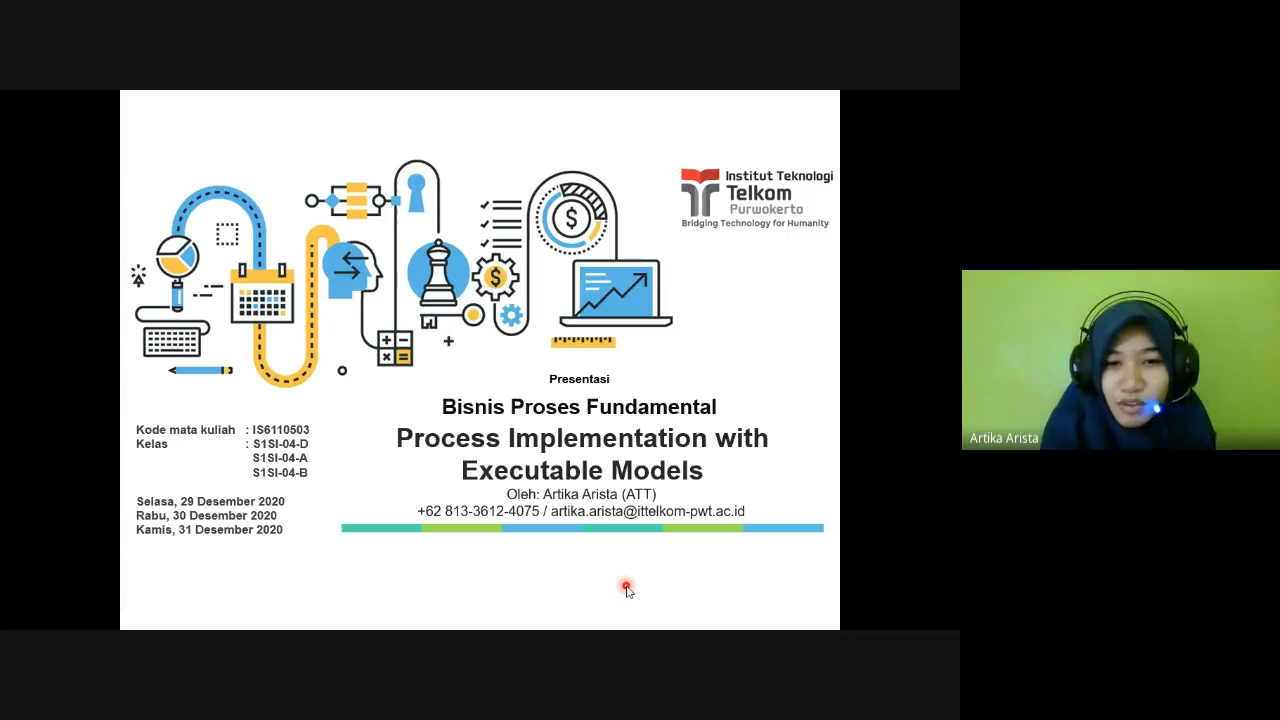 Institut Teknologi
Telkom
Purwokerto
Bridging Technology for Humanity
Presentasi
Bisnis Proses Fundamental
Process Implementation with
Executable Models
Oleh: Artika Arista (ATT)
+62 813-3612-4075 / artika.arista@ittelkom-pwt.ac.id
Kode mata kuliah : IS6110503
Kelas : S1SI-04-D
S1SI-04-A
S1SI-04-B
Selasa, 29 Desember 2020
Rabu, 30 Desember 2020
Kamis, 31 Desember 2020
Artika Arista